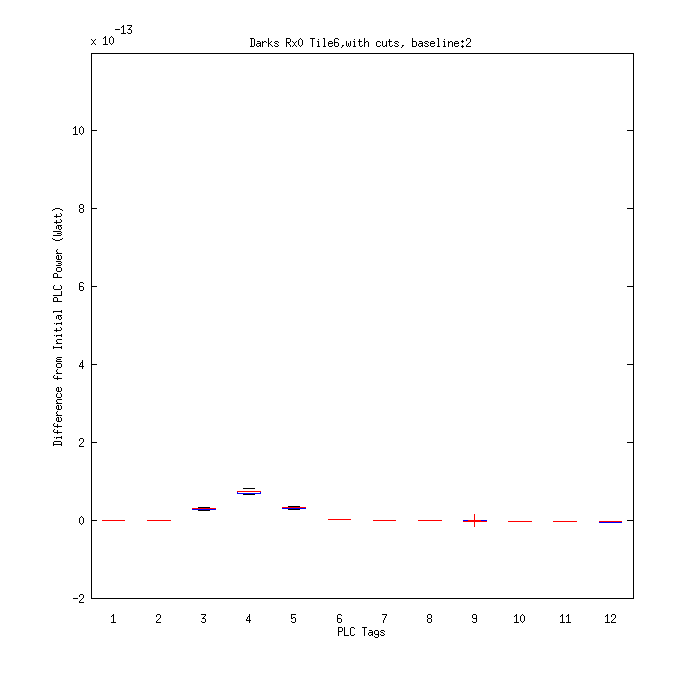 x 10-13
Darks Rx0 Tile6,with cuts, baseline:2
10
8
6
4
2
0
-2
Difference from Initial PLC Power (Watt)
1 2 3 4 5 6 7 8 9 10 11 12
PLC Tags